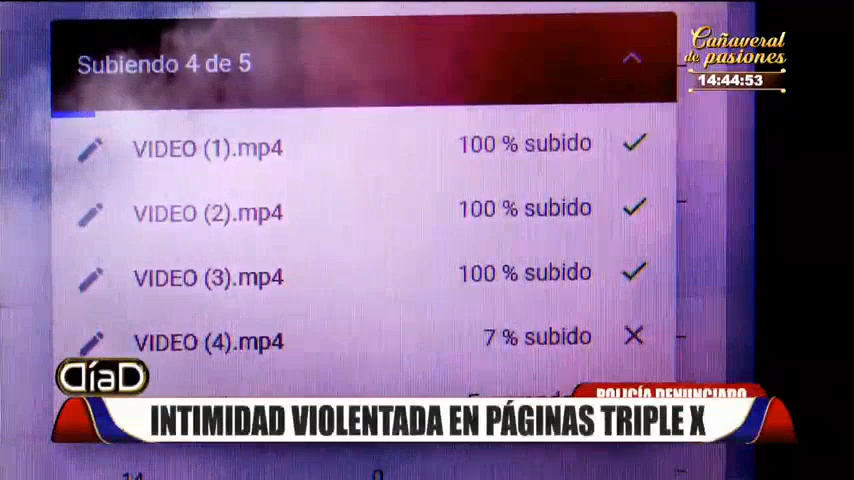 Cañaveral
de pasiones
14:44:53
Subiendo 4 de 5
VIDEO (1).mp4 100 % subido
VIDEO (2).mp4 100 % subido
VIDEO (3).mp4 100 % subido
VIDEO (4).mp4 7 % subido
DíaD
POLICÍA DENUNCIADO
INTIMIDAD VIOLENTADA EN PÁGINAS TRIPLE X
14 0